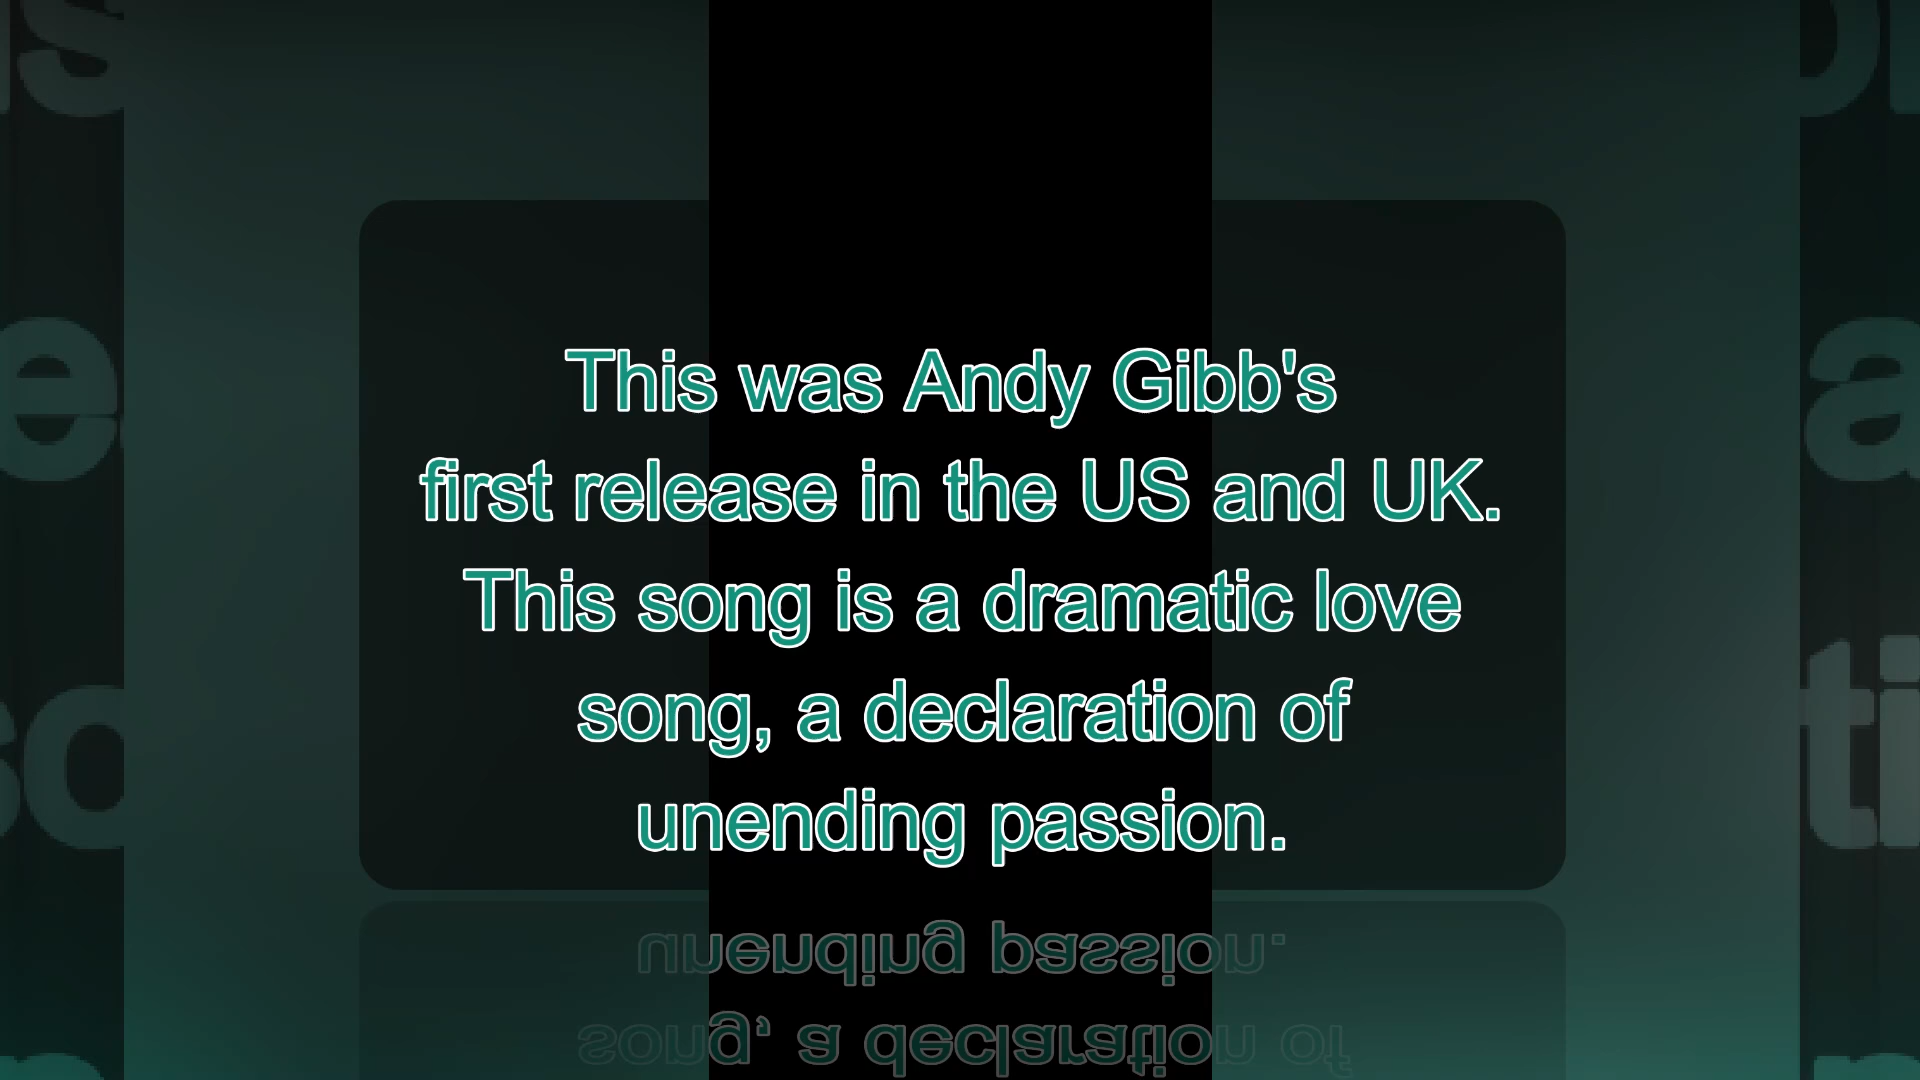 This was Andy Gibb's
first release in the US and UK.
This song is a dramatic love
song, a declaration of
unending passion.